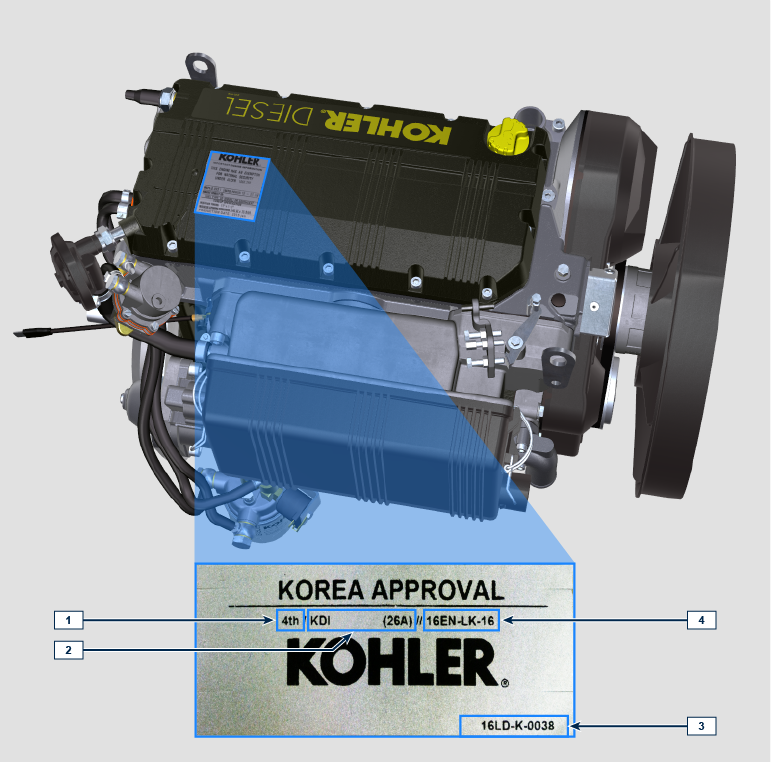 KOHLER. DIESEL
KOHLER
KOREA APPROVAL
1
4th / KDI (26A) // 16EN-LK-16
4
2
KOHLER®
16LD-K-0038
3